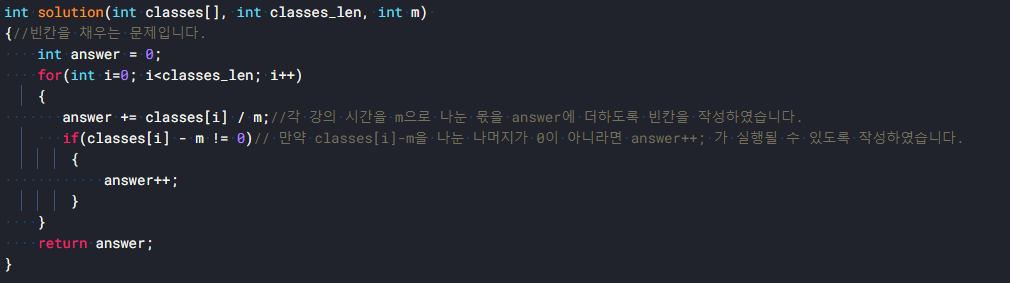 int solution(int classes[], int classes_len, int m)
{//빈칸을 채우는 문제입니다.
int answer = 0;
for(int i=0; i<classes_len; i++)
{
answer += classes[i] / m;//각 강의 시간을 m으로 나눈 몫을 answer에 더하도록 빈칸을 작성하였습니다.
if(classes[i] - m != 0)// 만약 classes[i]-m을 나눈 나머지가 0이 아니라면 answer++; 가 실행될 수 있도록 작성하였습니다.
{
answer++;
}
}
return answer;
}